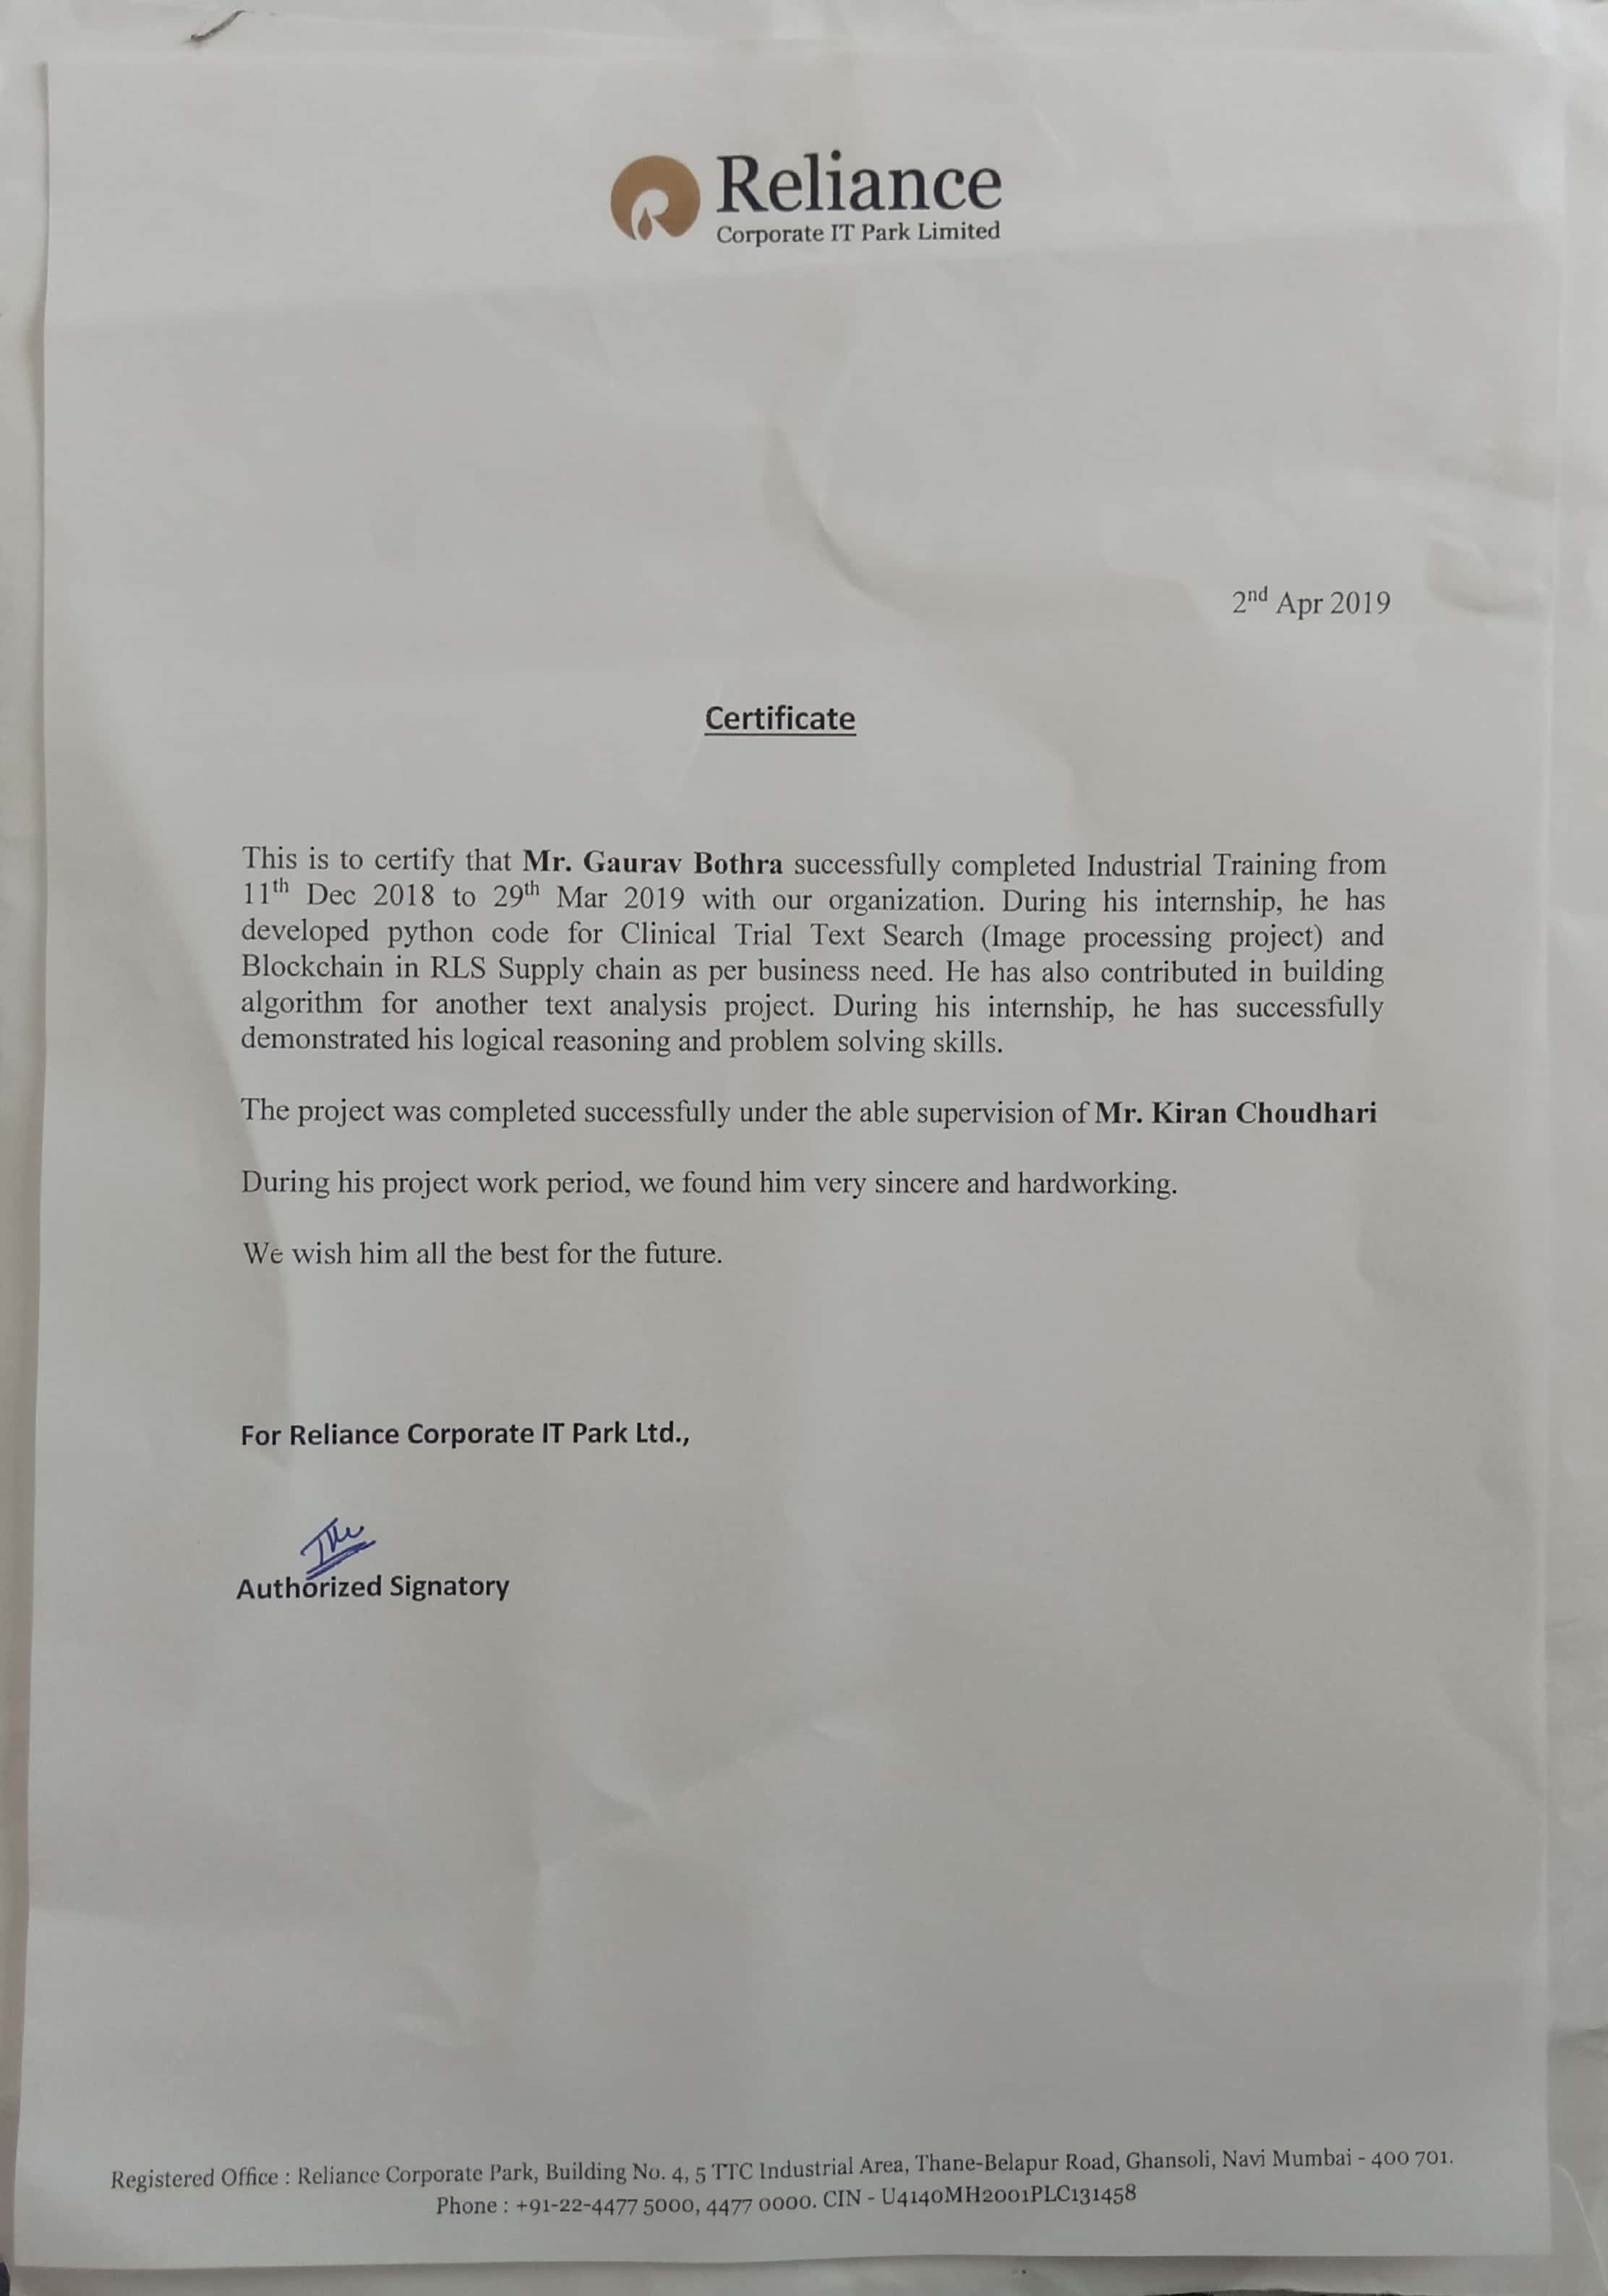 Reliance
Corporate IT Park Limited
2nd Apr 2019
Certificate
This is to certify that Mr. Gaurav Bothra successfully completed Industrial Training from
11th Dec 2018 to 29th Mar 2019 with our organization. During his internship, he has
developed python code for Clinical Trial Text Search (Image processing project) and
Blockchain in RLS Supply chain as per business need. He has also contributed in building
algorithm for another text analysis project. During his internship, he has successfully
demonstrated his logical reasoning and problem solving skills.
The project was completed successfully under the able supervision of Mr. Kiran Choudhari
During his project work period, we found him very sincere and hardworking.
We wish him all the best for the future.
For Reliance Corporate IT Park Ltd.,
Authorized Signatory
Registered Office : Reliance Corporate Park, Building No. 4, 5 TTC Industrial Area, Thane-Belapur Road, Ghansoli, Navi Mumbai - 400 701.
Phone : +91-22-4477 5000, 4477 0000. CIN - U4140MH2001PLC131458